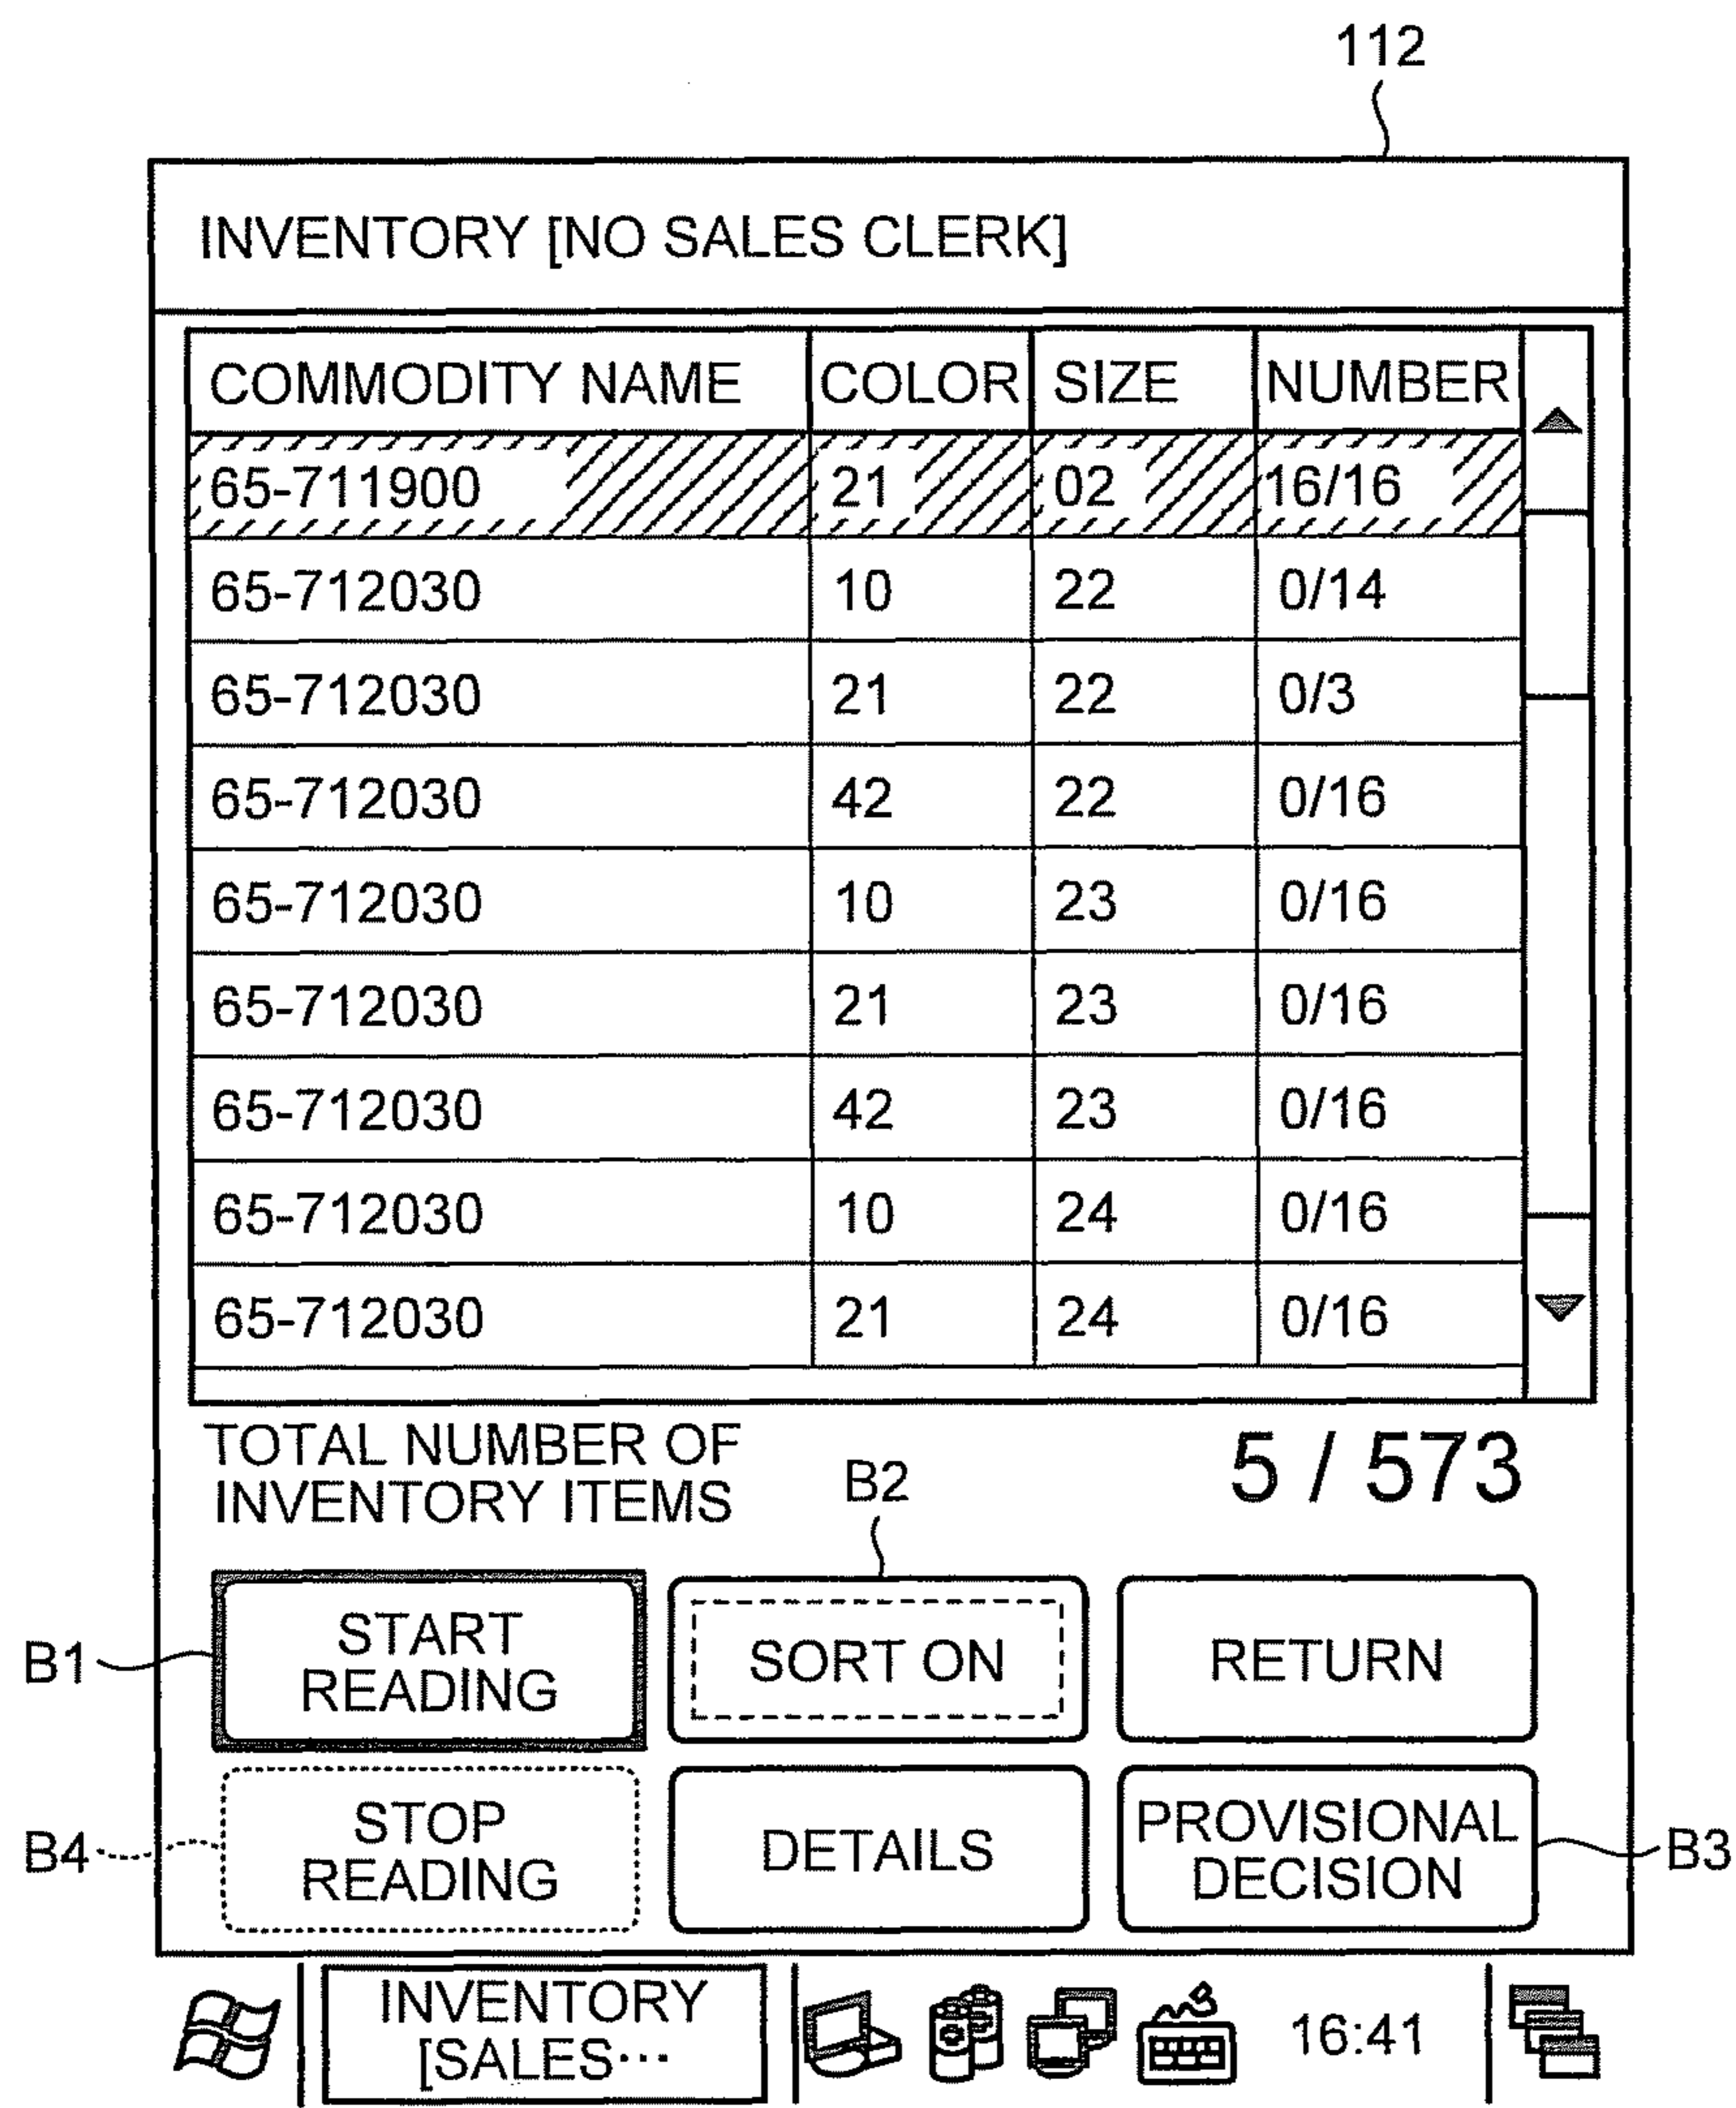 112
INVENTORY [NO SALES CLERK]
COMMODITY NAME COLOR SIZE NUMBER
65-711900 21 02 16/16
65-712030 10 22 0/14
65-712030 21 22 0/3
65-712030 42 22 0/16
65-712030 10 23 0/16
65-712030 21 23 0/16
65-712030 42 23 0/16
65-712030 10 24 0/16
65-712030 21 24 0/16
TOTAL NUMBER OF
INVENTORY ITEMS
5 / 573
B2
B1
START
READING
SORT ON
RETURN
B4
STOP
READING
DETAILS
PROVISIONAL
DECISION
B3
INVENTORY
[SALES···
16:41